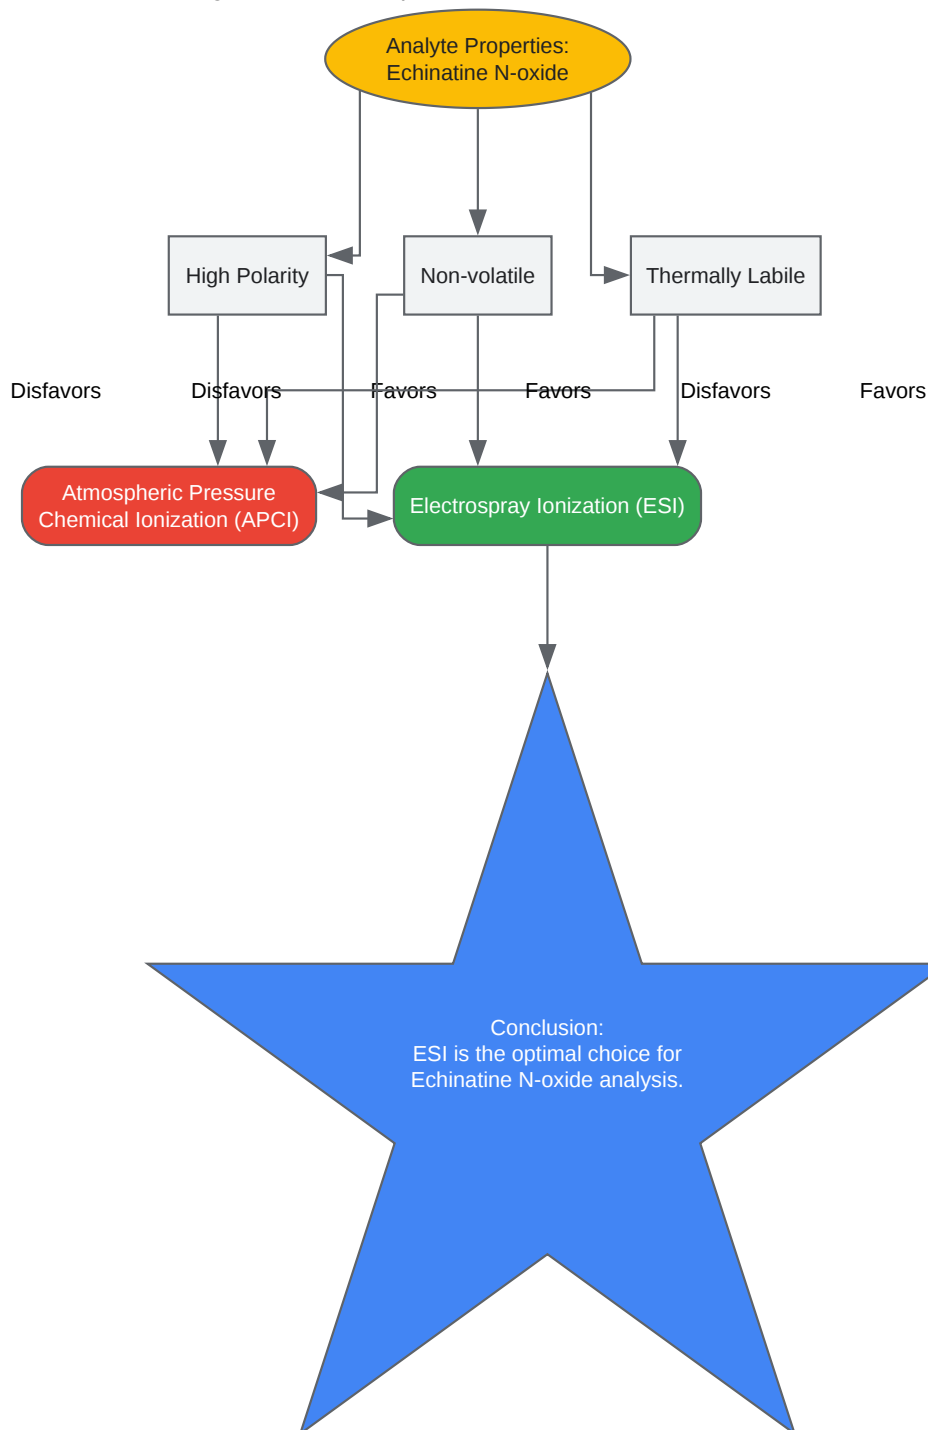 Analyte Properties:
Echinatine N-oxide
High Polarity
Non-volatile
Thermally Labile
Disfavors
Disfavors
Favors
Favors
Disfavors
Favors
Atmospheric Pressure
Chemical Ionization (APCI)
Electrospray Ionization (ESI)
Conclusion:
ESI is the optimal choice for
Echinatine N-oxide analysis.